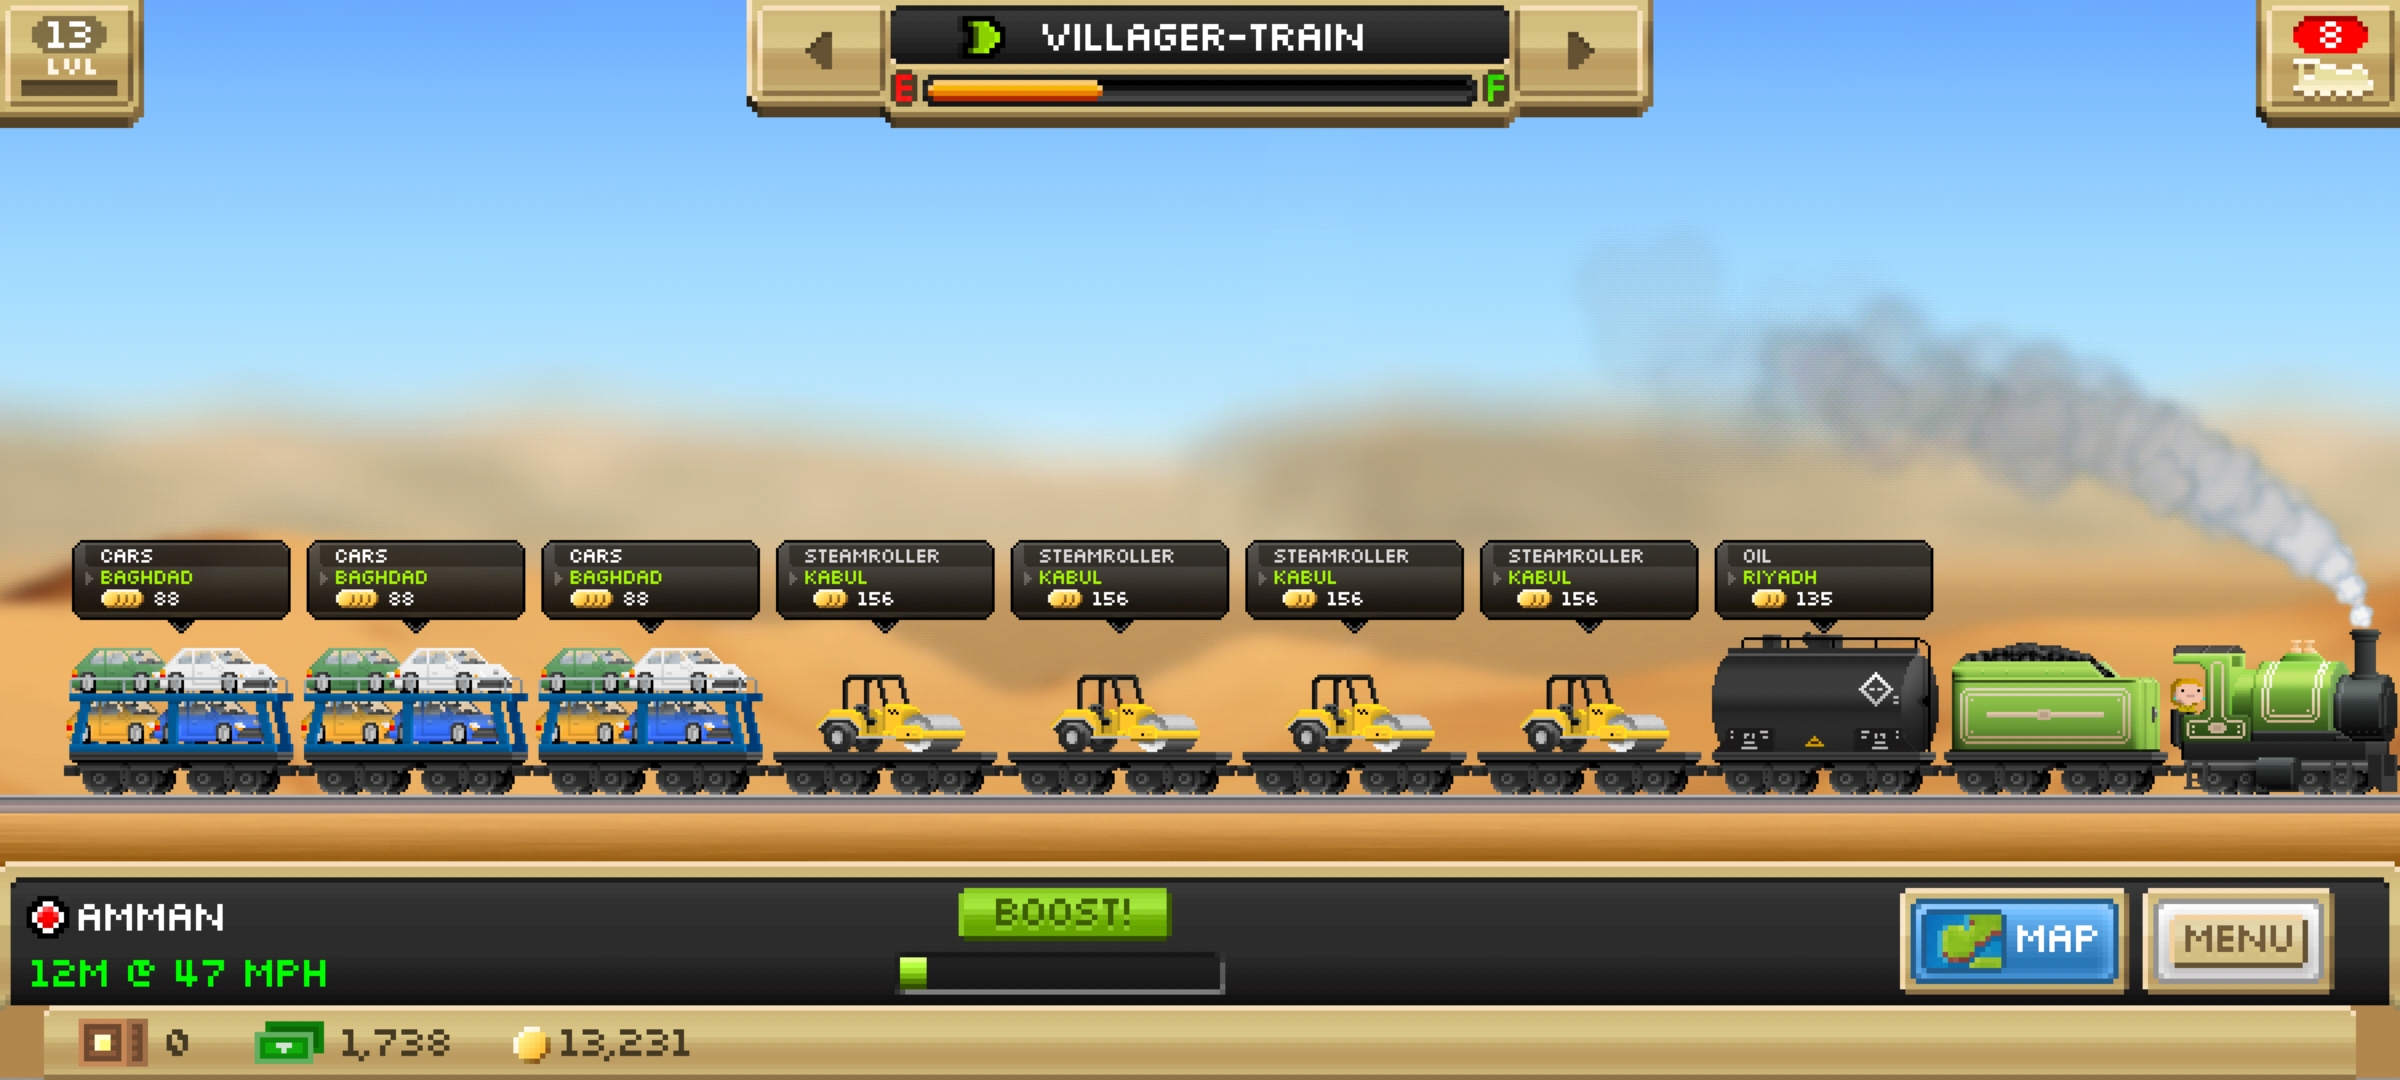 13
LVL
VILLAGER-TRAIN
E F
8
CARS
BAGHDAD
88
CARS
BAGHDAD
88
CARS
BAGHDAD
88
STEAMROLLER
KABUL
156
STEAMROLLER
KABUL
156
STEAMROLLER
KABUL
156
STEAMROLLER
KABUL
156
OIL
RIYADH
135
AMMAN
12M @ 47 MPH
BOOST!
MAP
MENU
0
1,738
13,231